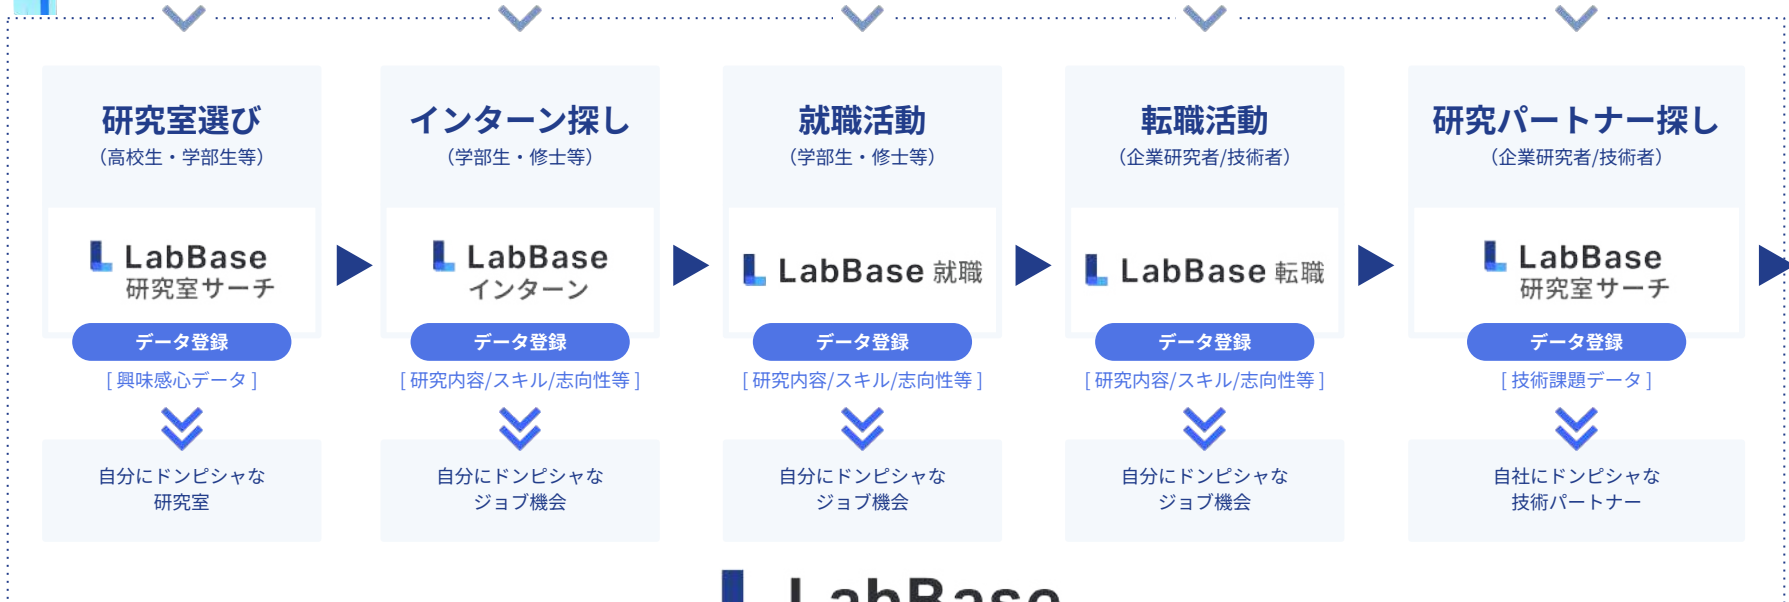 研究室選び
（高校生・学部生等）
LabBase
研究室サーチ
データ登録
[ 興味感心データ ]
自分にドンピシャな
研究室
インターン探し
（学部生・修士等）
LabBase
インターン
データ登録
[ 研究内容/スキル/志向性等 ]
自分にドンピシャな
ジョブ機会
就職活動
（学部生・修士等）
LabBase 就職
データ登録
[ 研究内容/スキル/志向性等 ]
自分にドンピシャな
ジョブ機会
転職活動
（企業研究者/技術者）
LabBase 転職
データ登録
[ 研究内容/スキル/志向性等 ]
自分にドンピシャな
ジョブ機会
研究パートナー探し
（企業研究者/技術者）
LabBase
研究室サーチ
データ登録
[ 技術課題データ ]
自社にドンピシャな
技術パートナー
LabBase